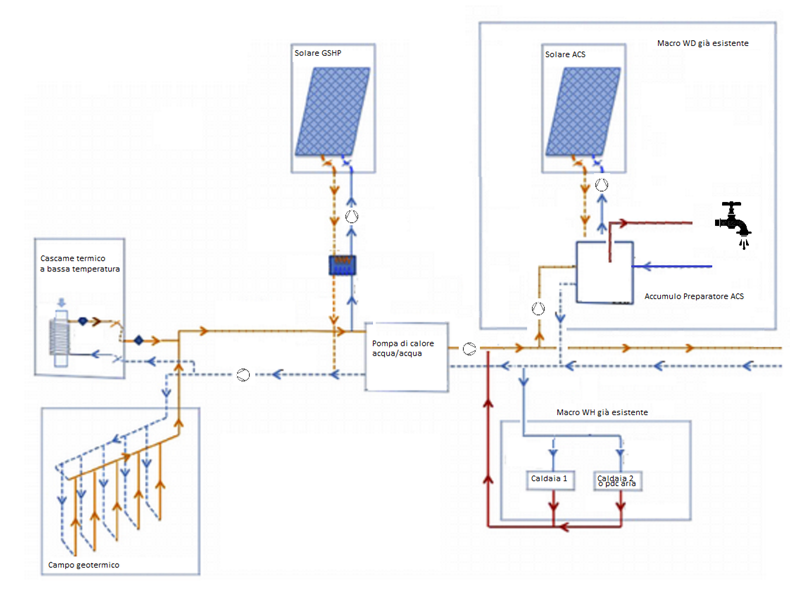 Solare GSHP
Solare ACS
Macro WD già esistente
Cascame termico
a bassa temperatura
Accumulo Preparatore ACS
Pompa di calore
acqua/acqua
Macro WH già esistente
Caldaia 1
Caldaia 2
o pdc aria
Campo geotermico